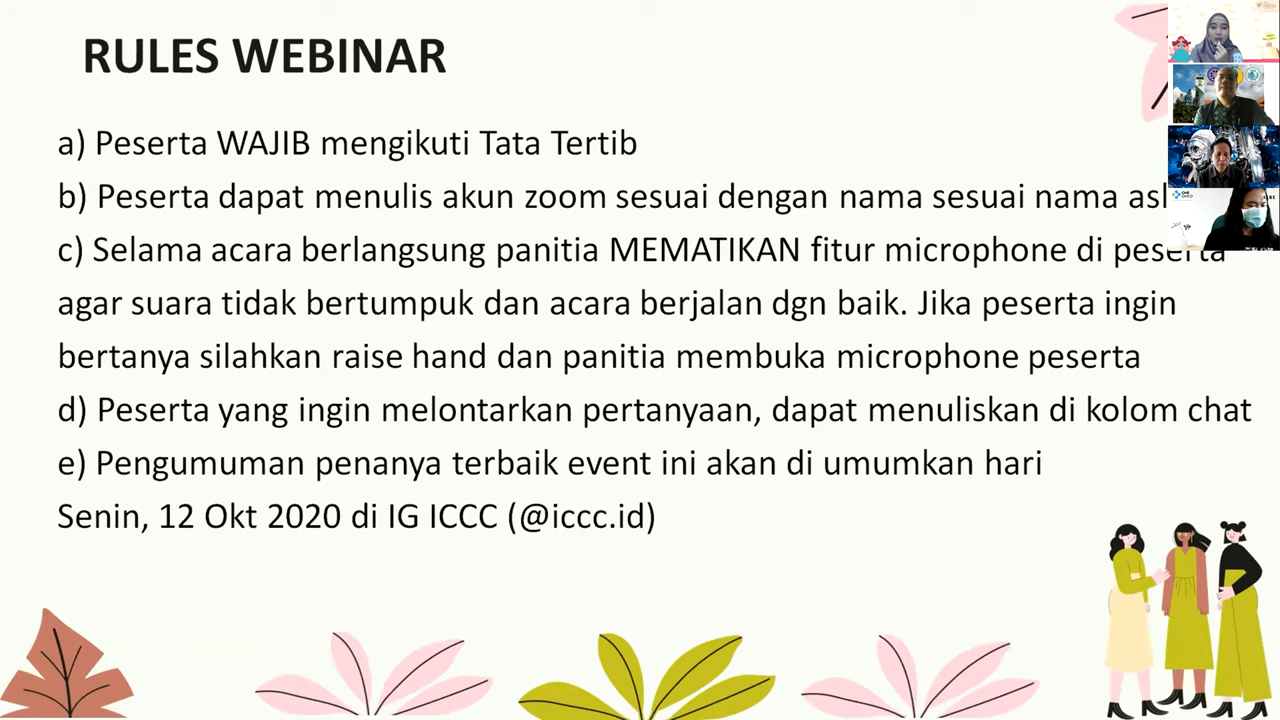 RULES WEBINAR
a) Peserta WAJIB mengikuti Tata Tertib
b) Peserta dapat menulis akun zoom sesuai dengan nama sesuai nama
c) Selama acara berlangsung panitia MEMATIKAN fitur microphone di peserta
agar suara tidak bertumpuk dan acara berjalan dgn baik. Jika peserta ingin
bertanya silahkan raise hand dan panitia membuka microphone peserta
d) Peserta yang ingin melontarkan pertanyaan, dapat menuliskan di kolom chat
e) Pengumuman penanya terbaik event ini akan di umumkan hari
Senin, 12 Okt 2020 di IG ICCC (@iccc.id)